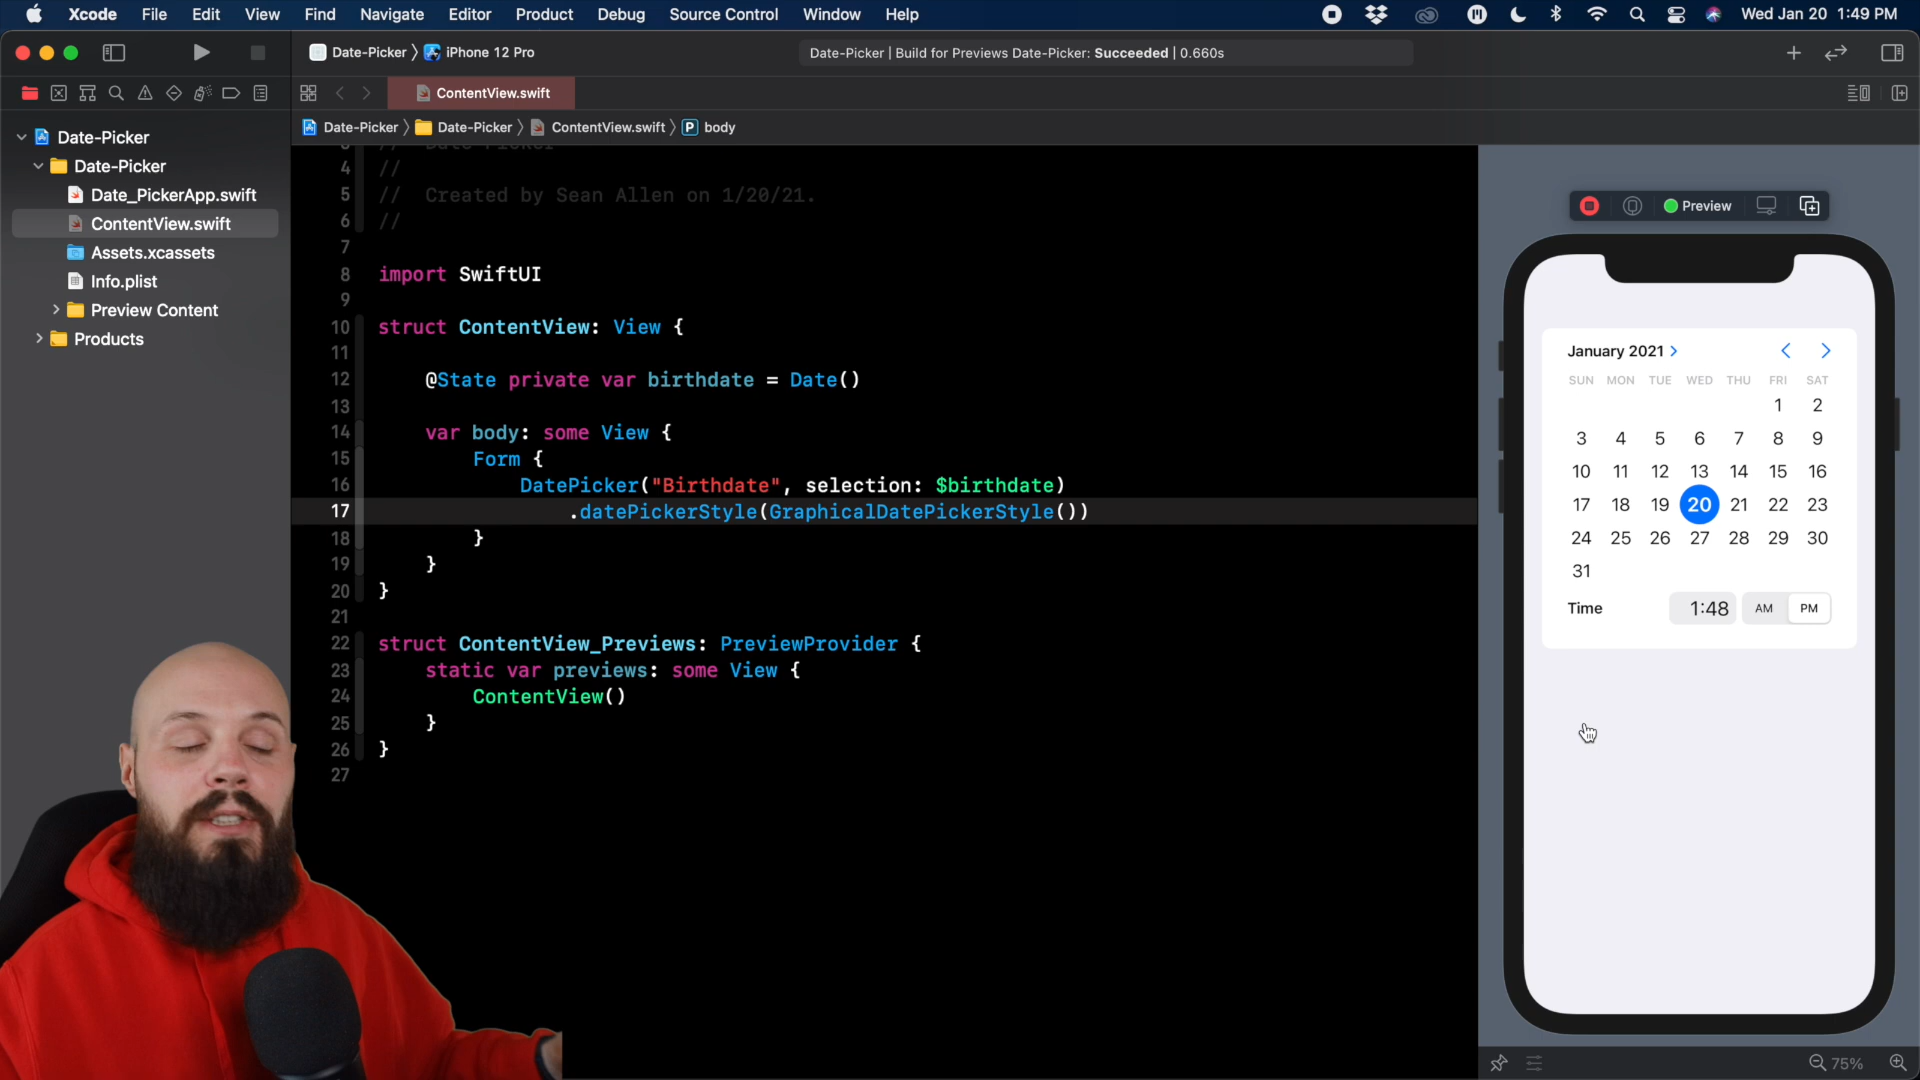 Xcode File Edit View Find Navigate Editor Product Debug Source Control Window Help Wed Jan 20 1:49 PM
Date-Picker iPhone 12 Pro Date-Picker | Build for Previews Date-Picker: Succeeded | 0.660s
ContentView.swift
Date-Picker Date-Picker ContentView.swift P body
Date-Picker
Date-Picker
Date_PickerApp.swift
ContentView.swift
Assets.xcassets
Info.plist
Preview Content
Products
3 // Date-Picker
4 //
5 // Created by Sean Allen on 1/20/21.
6 //
7
8 import SwiftUI
9
10 struct ContentView: View {
11
12 @State private var birthdate = Date()
13
14 var body: some View {
15 Form {
16 DatePicker("Birthdate", selection: $birthdate)
17 .datePickerStyle(GraphicalDatePickerStyle())
18 }
19 }
20 }
21
22 struct ContentView_Previews: PreviewProvider {
23 static var previews: some View {
24 ContentView()
25 }
26 }
27
Preview
January 2021
SUN MON TUE WED THU FRI SAT
1 2
3 4 5 6 7 8 9
10 11 12 13 14 15 16
17 18 19 20 21 22 23
24 25 26 27 28 29 30
31
Time 1:48 AM PM
75%